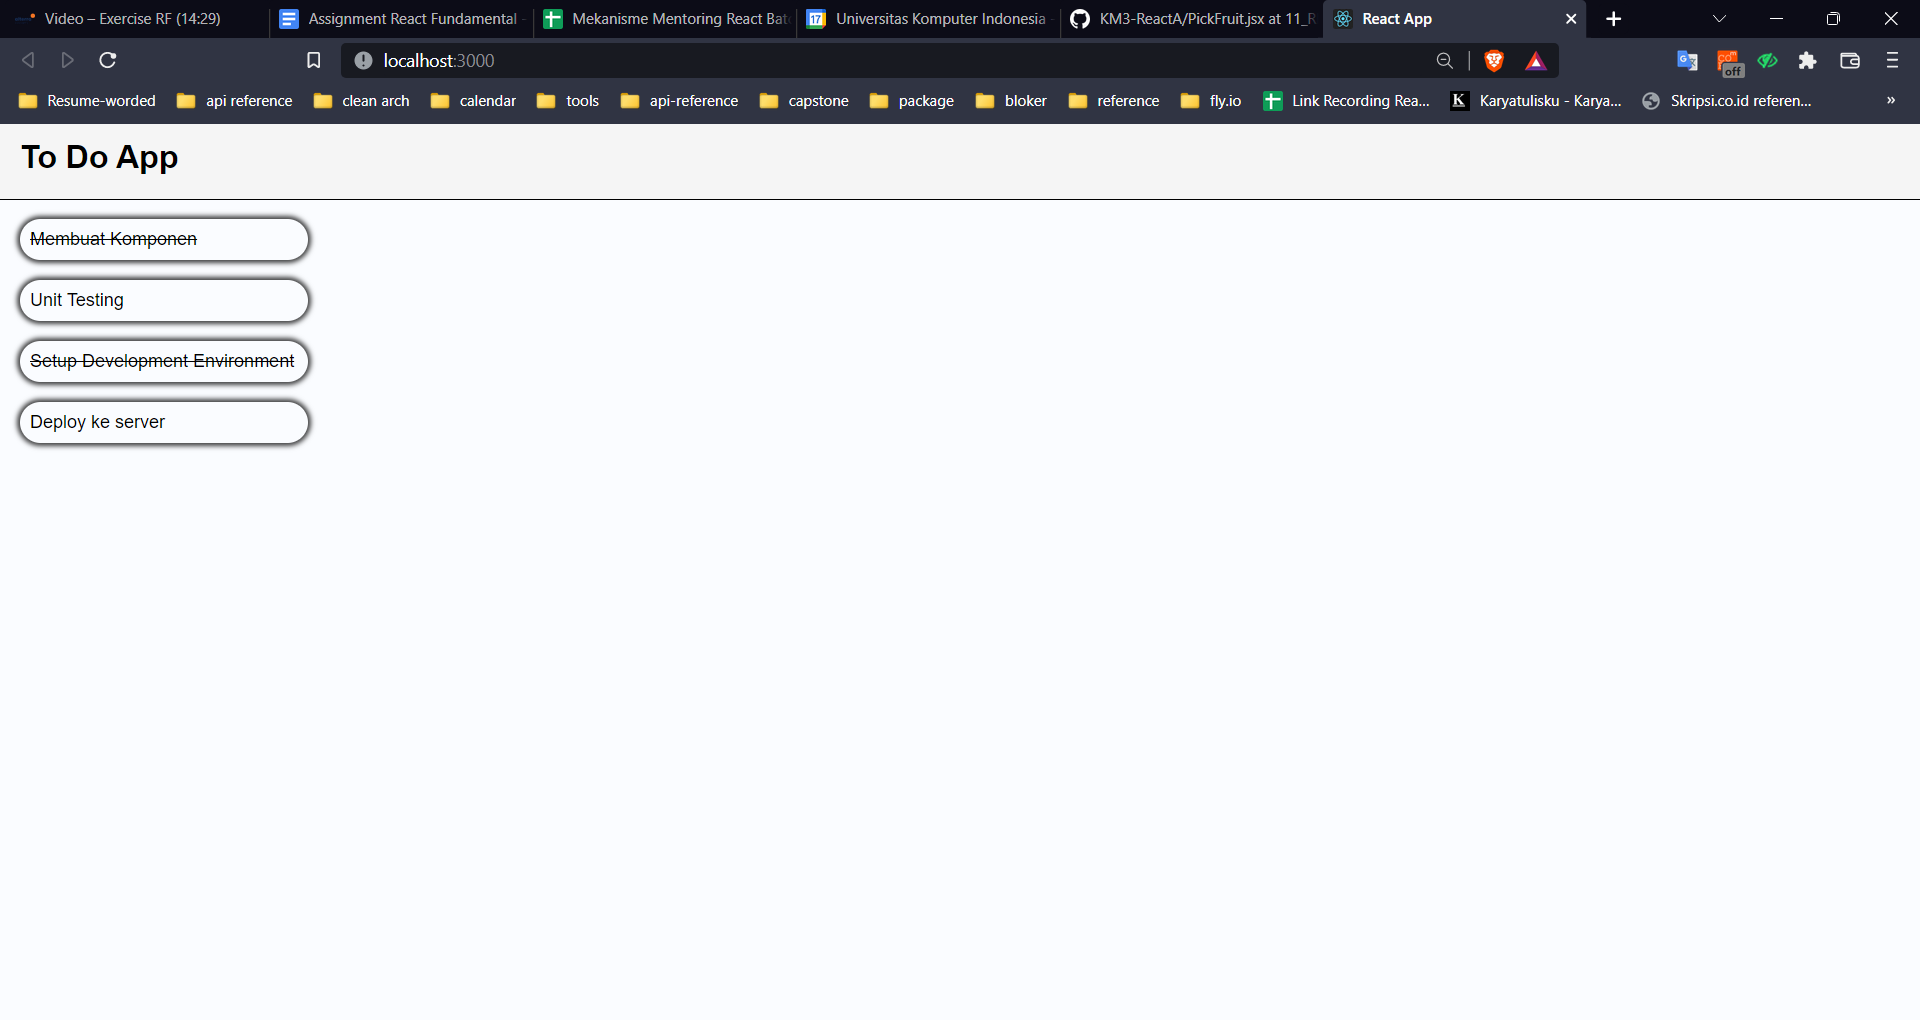 Video – Exercise RF (14:29)
Assignment React Fundamental -
Mekanisme Mentoring React Bat
17
Universitas Komputer Indonesia -
KM3-ReactA/PickFruit.jsx at 11_R
React App
localhost:3000
off
Resume-worded
api reference
clean arch
calendar
tools
api-reference
capstone
package
bloker
reference
fly.io
Link Recording Rea...
K
Karyatulisku - Karya...
Skripsi.co.id referen...
»
To Do App
Membuat Komponen
Unit Testing
Setup Development Environment
Deploy ke server